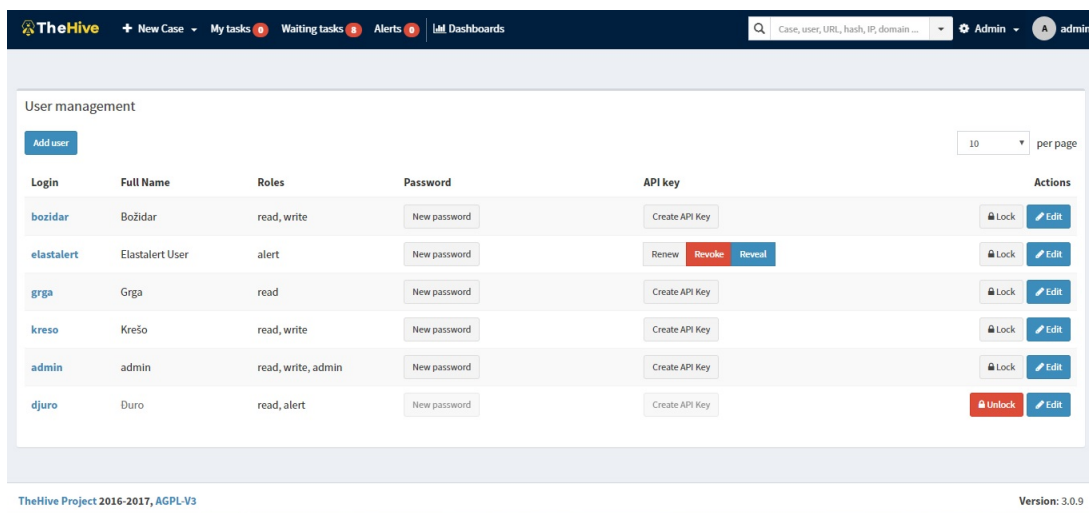 TheHive + New Case My tasks 0 Waiting tasks 8 Alerts 0 Dashboards Case, user, URL, hash, IP, domain ... Admin A admin
User management
Add user 10 per page
Login Full Name Roles Password API key Actions
bozidar Božidar read, write New password Create API Key Lock Edit
elastalert Elastalert User alert New password Renew Revoke Reveal Lock Edit
grga Grga read New password Create API Key Lock Edit
kreso Krešo read, write New password Create API Key Lock Edit
admin admin read, write, admin New password Create API Key Lock Edit
djuro Đuro read, alert New password Create API Key Unlock Edit
TheHive Project 2016-2017, AGPL-V3 Version: 3.0.9